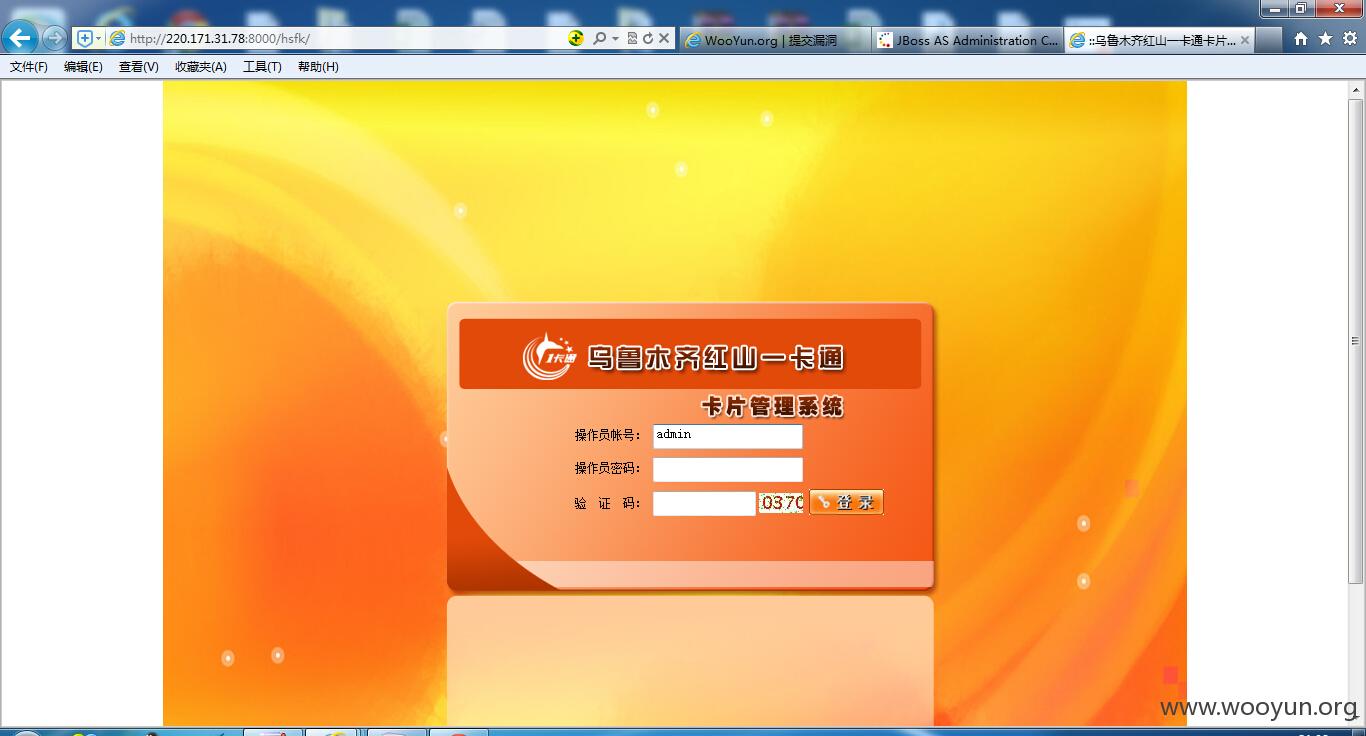 http://220.171.31.78:8000/hsfk/
WooYun.org | 提交漏洞
JBoss AS Administration C...
::乌鲁木齐红山一卡通卡片...
文件(F) 编辑(E) 查看(V) 收藏夹(A) 工具(T) 帮助(H)
1卡通
乌鲁木齐红山一卡通
卡片管理系统
操作员帐号： admin
操作员密码：
验 证 码： 0370 登 录
www.wooyun.org